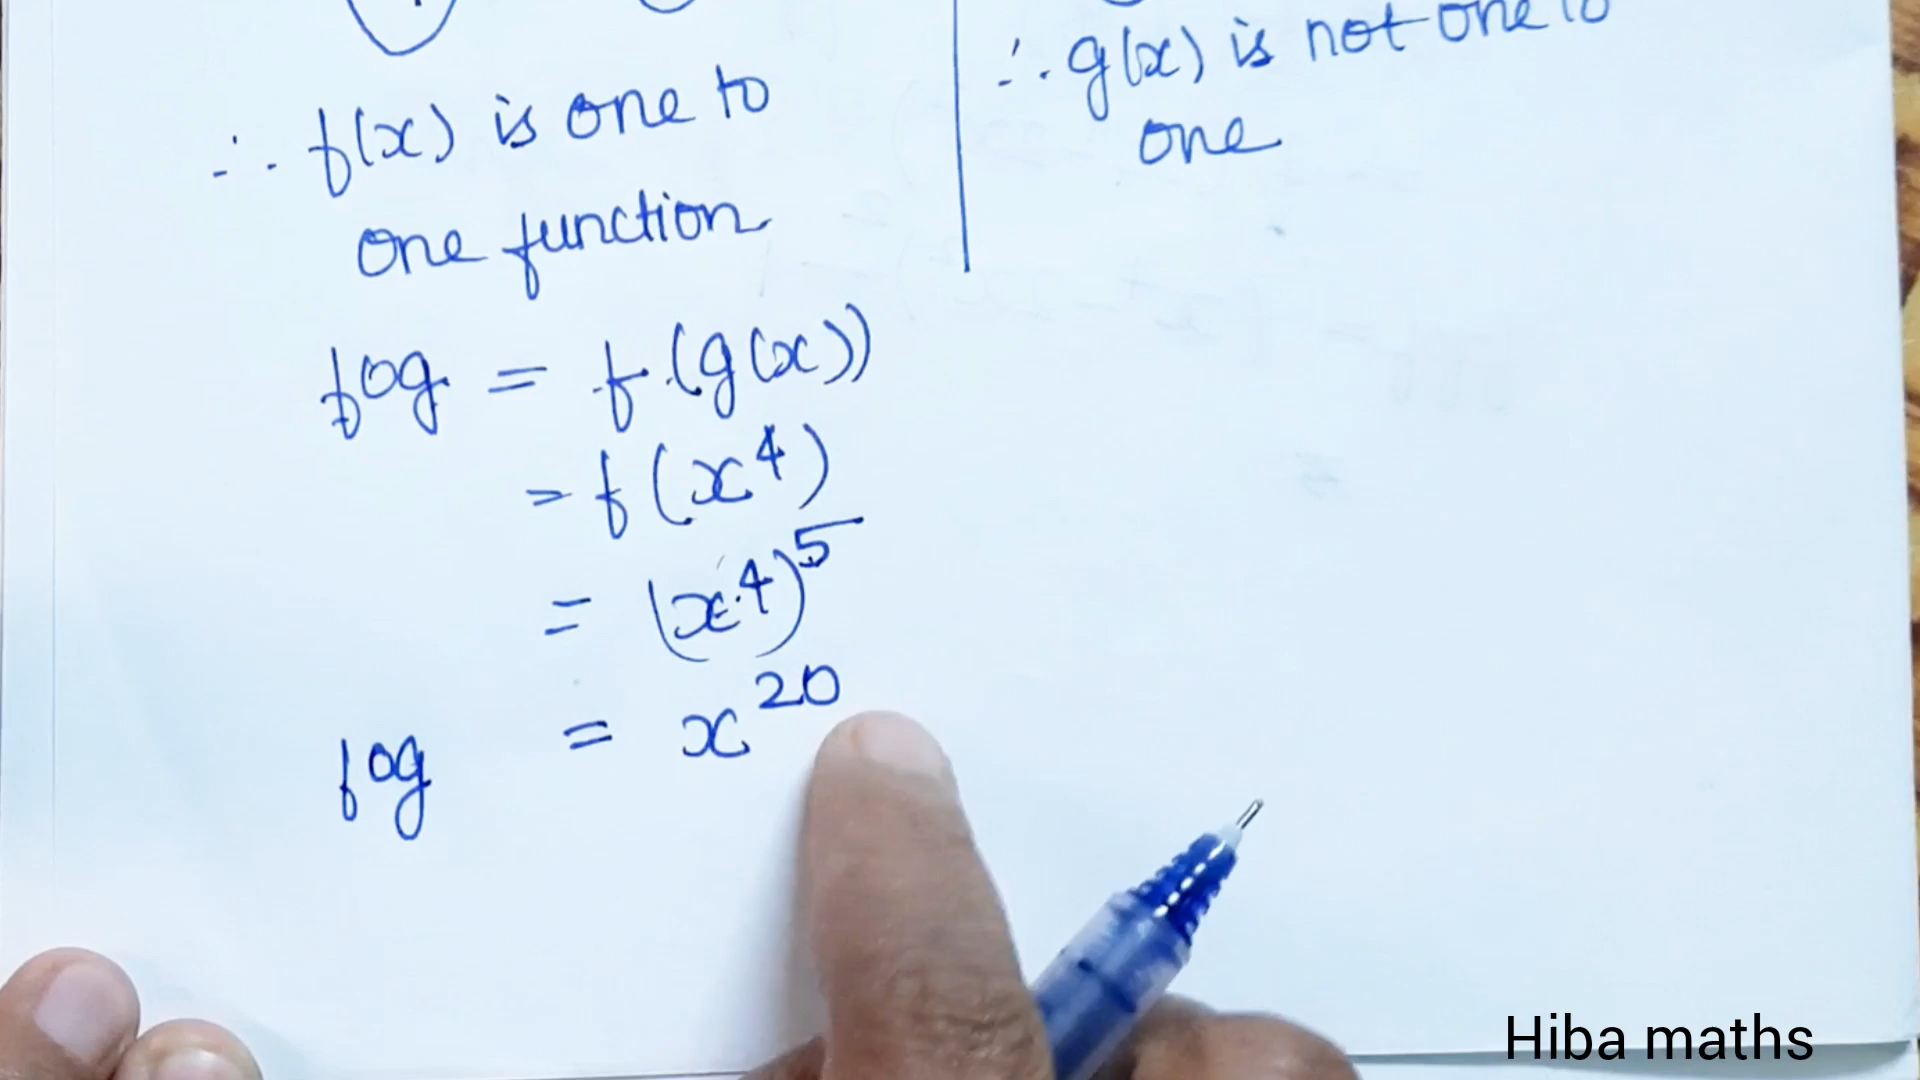 ∴ f(x) is one to
one function
∴ g(x) is not one to
one
fog = f(g(x))
= f(x⁴)
= (x⁴)⁵
fog = x²⁰
Hiba maths